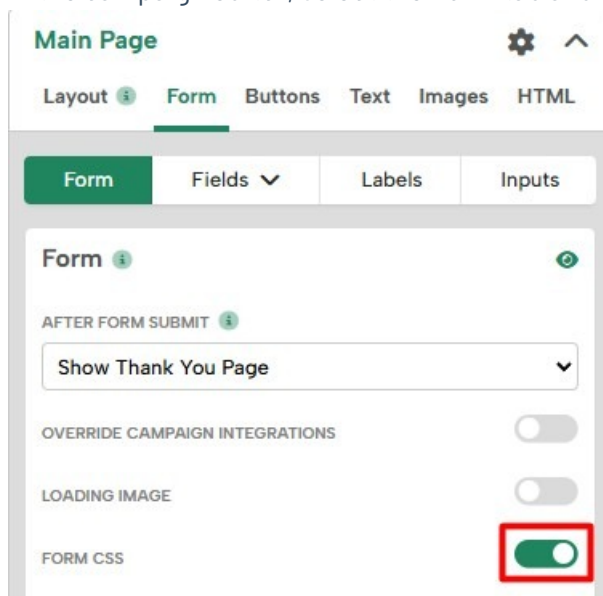 Main Page
Layout Form Buttons Text Images HTML
Form Fields Labels Inputs
Form
AFTER FORM SUBMIT
Show Thank You Page
OVERRIDE CAMPAIGN INTEGRATIONS
LOADING IMAGE
FORM CSS